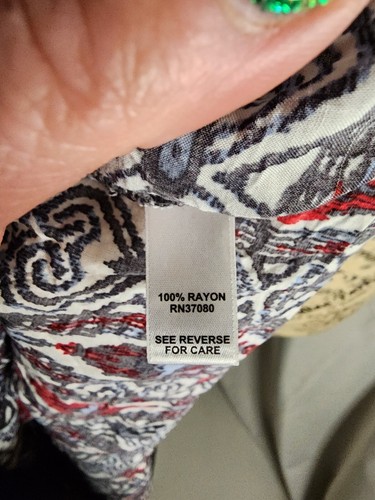 100% RAYON
RN37080
SEE REVERSE
FOR CARE